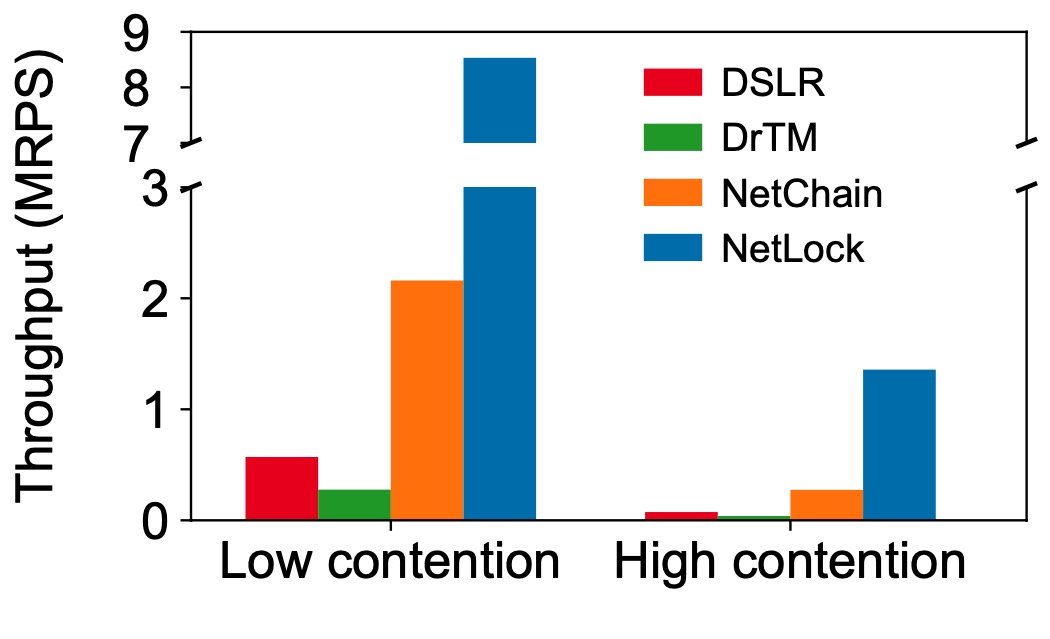 Throughput (MRPS)
9
8
7
3
2
1
0
DSLR
DrTM
NetChain
NetLock
Low contention
High contention